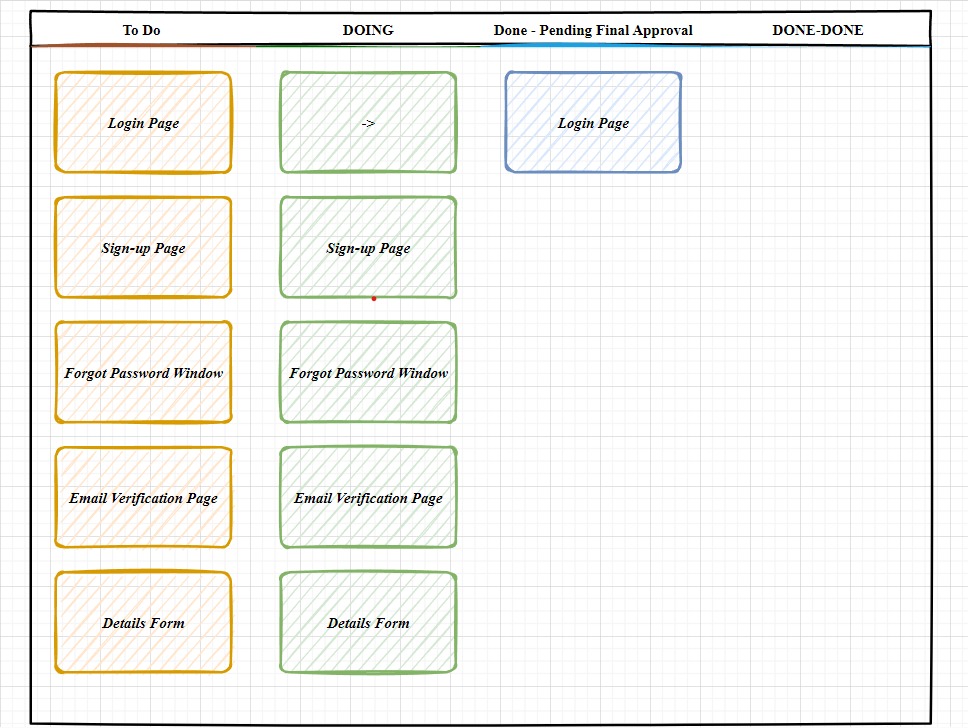 To Do
DOING
Done - Pending Final Approval
DONE-DONE
Login Page
->
Login Page
Sign-up Page
Sign-up Page
Forgot Password Window
Forgot Password Window
Email Verification Page
Email Verification Page
Details Form
Details Form